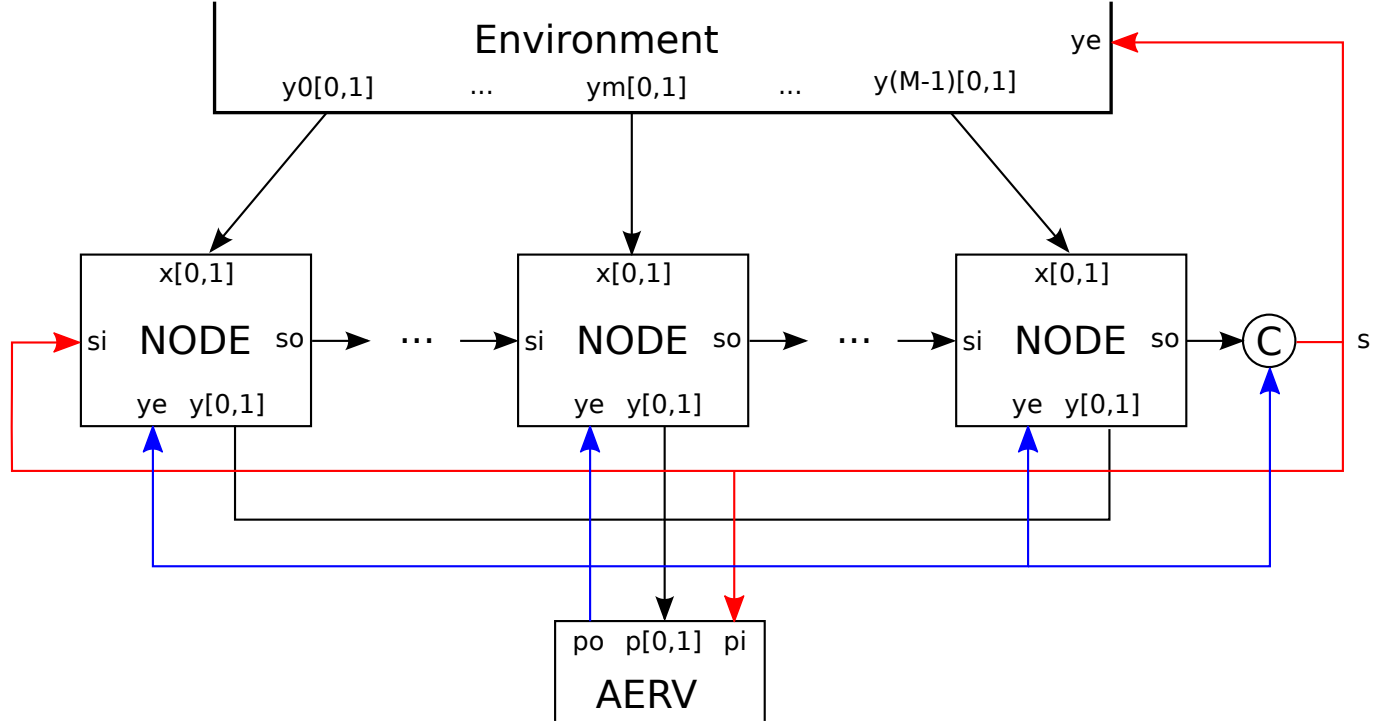 Environment
ye
y0[0,1] ... ym[0,1] ... y(M-1)[0,1]
x[0,1] x[0,1] x[0,1]
si NODE so ... si NODE so ... si NODE so C s
ye y[0,1] ye y[0,1] ye y[0,1]
po p[0,1] pi
AERV